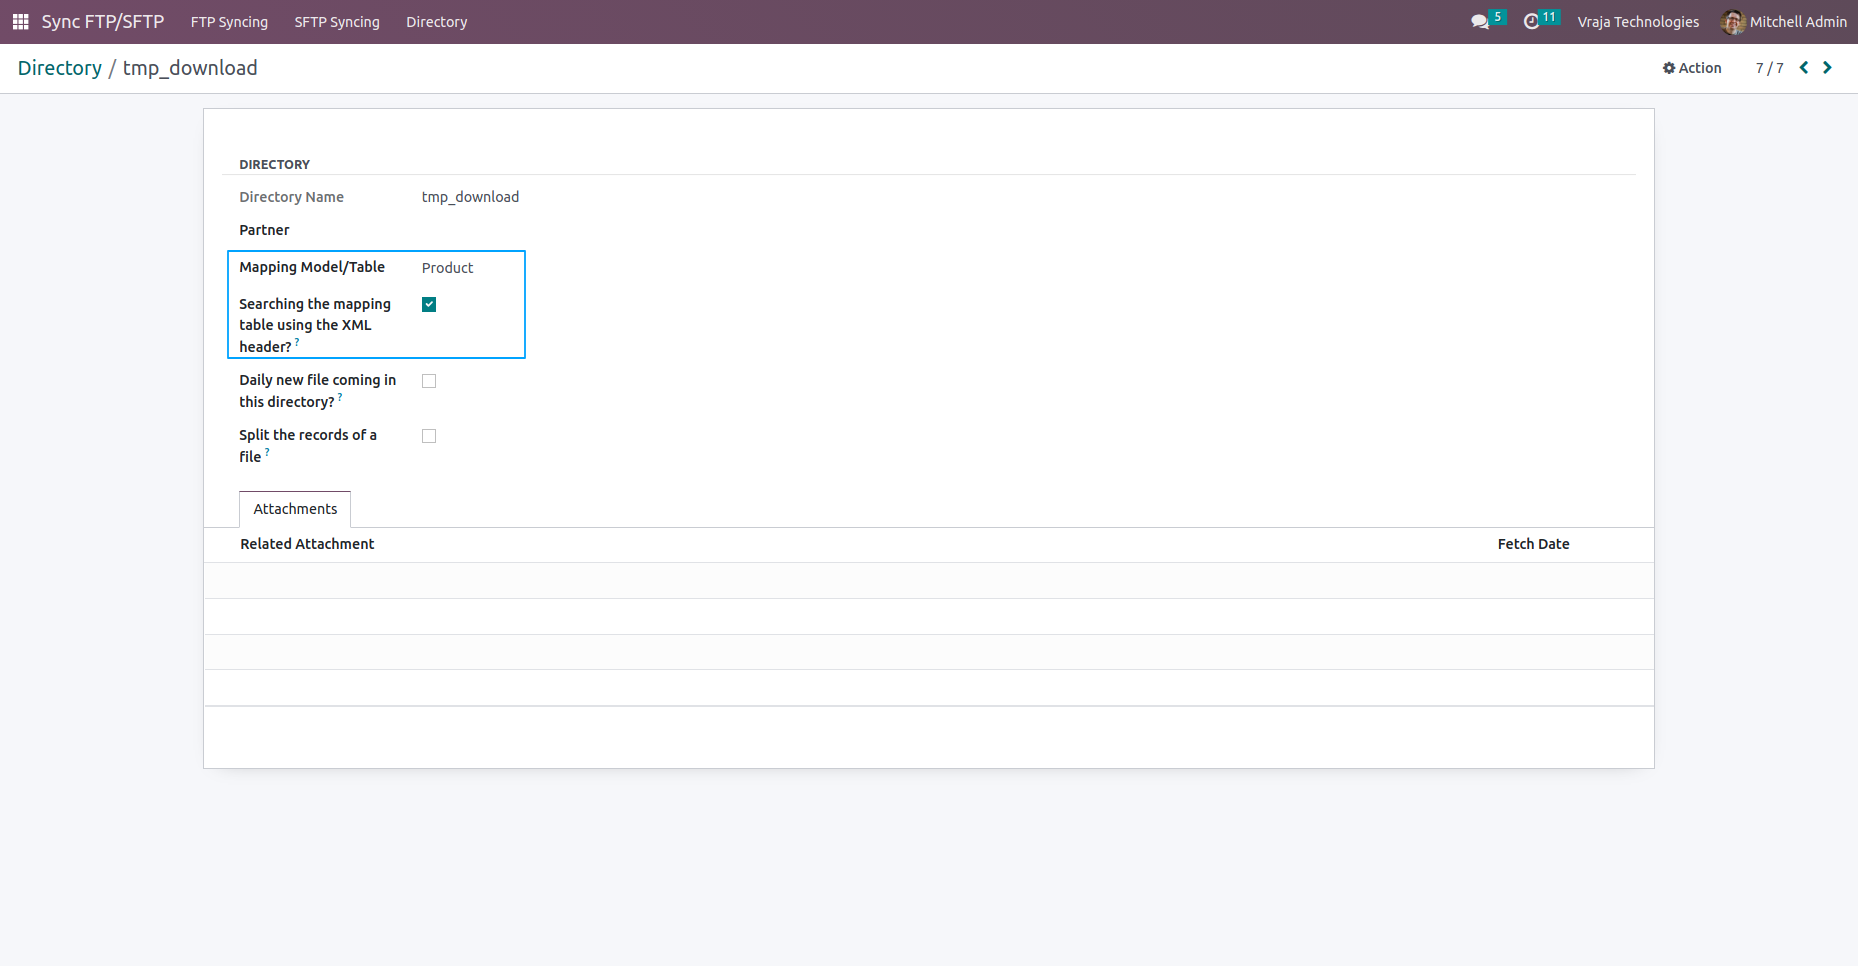 Sync FTP/SFTP FTP Syncing SFTP Syncing Directory 5 11 Vraja Technologies Mitchell Admin
Directory / tmp_download Action 7 / 7
DIRECTORY
Directory Name tmp_download
Partner
Mapping Model/Table Product
Searching the mapping
table using the XML
header? ?
Daily new file coming in
this directory? ?
Split the records of a
file ?
Attachments
Related Attachment Fetch Date